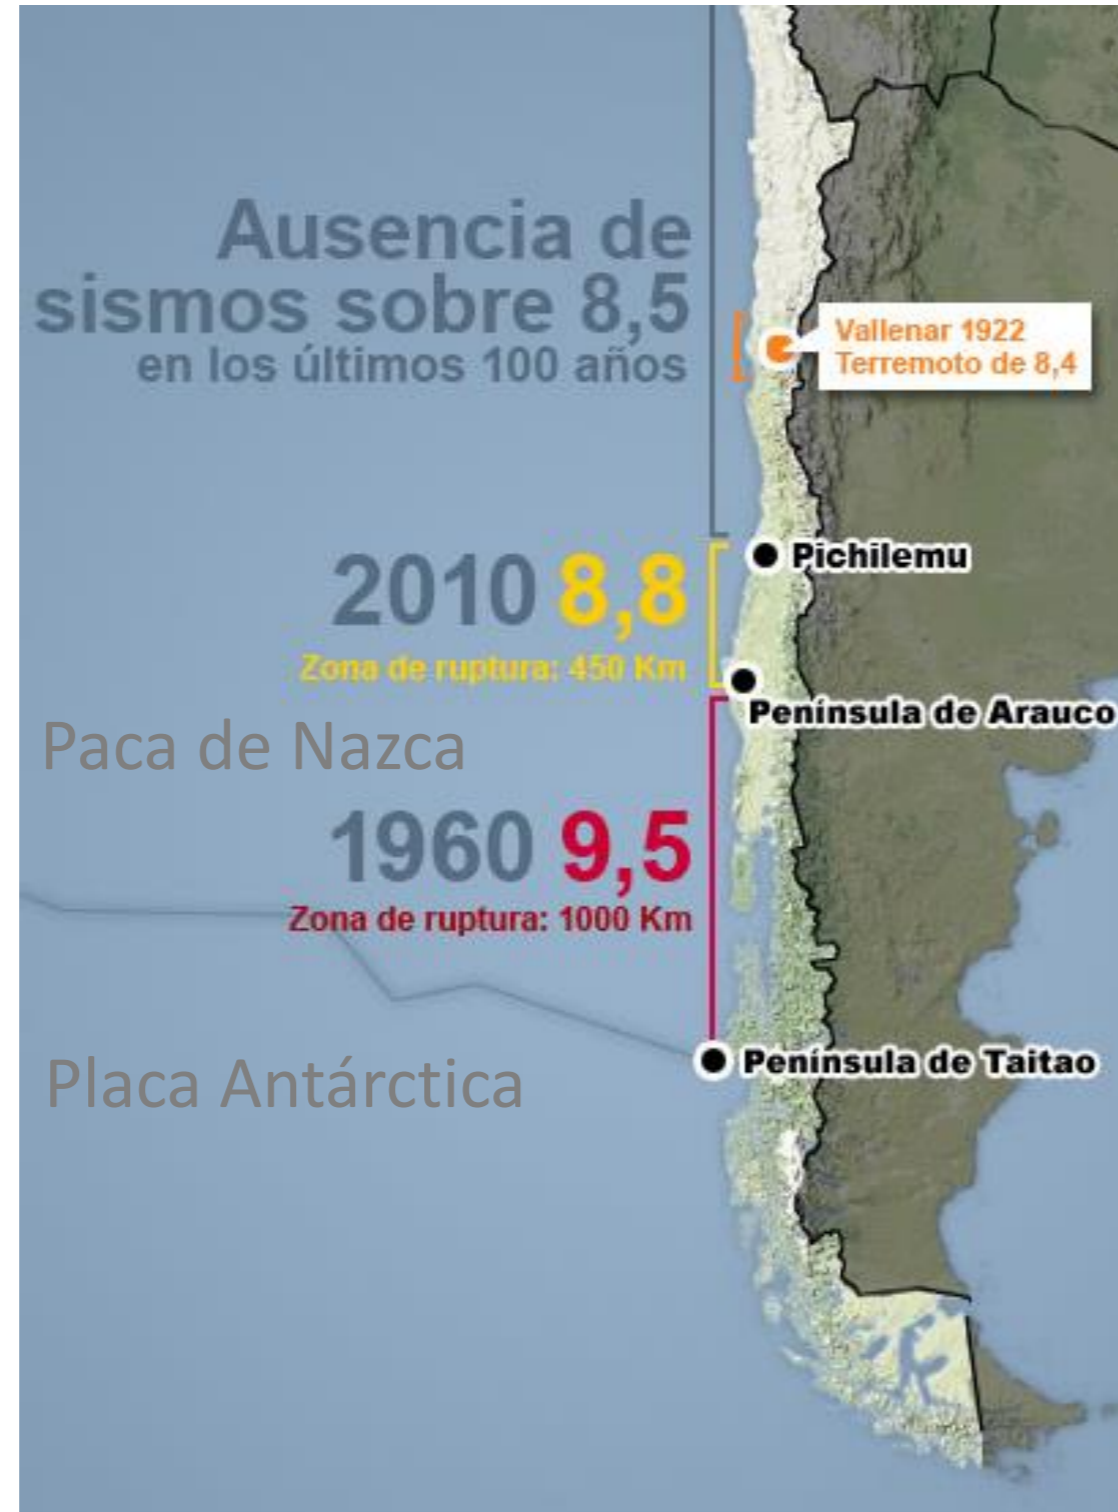 Ausencia de
sismos sobre 8,5
en los últimos 100 años
Vallenar 1922
Terremoto de 8,4
Pichilemu
2010 8,8
Zona de ruptura: 450 Km
Península de Arauco
Paca de Nazca
1960 9,5
Zona de ruptura: 1000 Km
Península de Taitao
Placa Antárctica